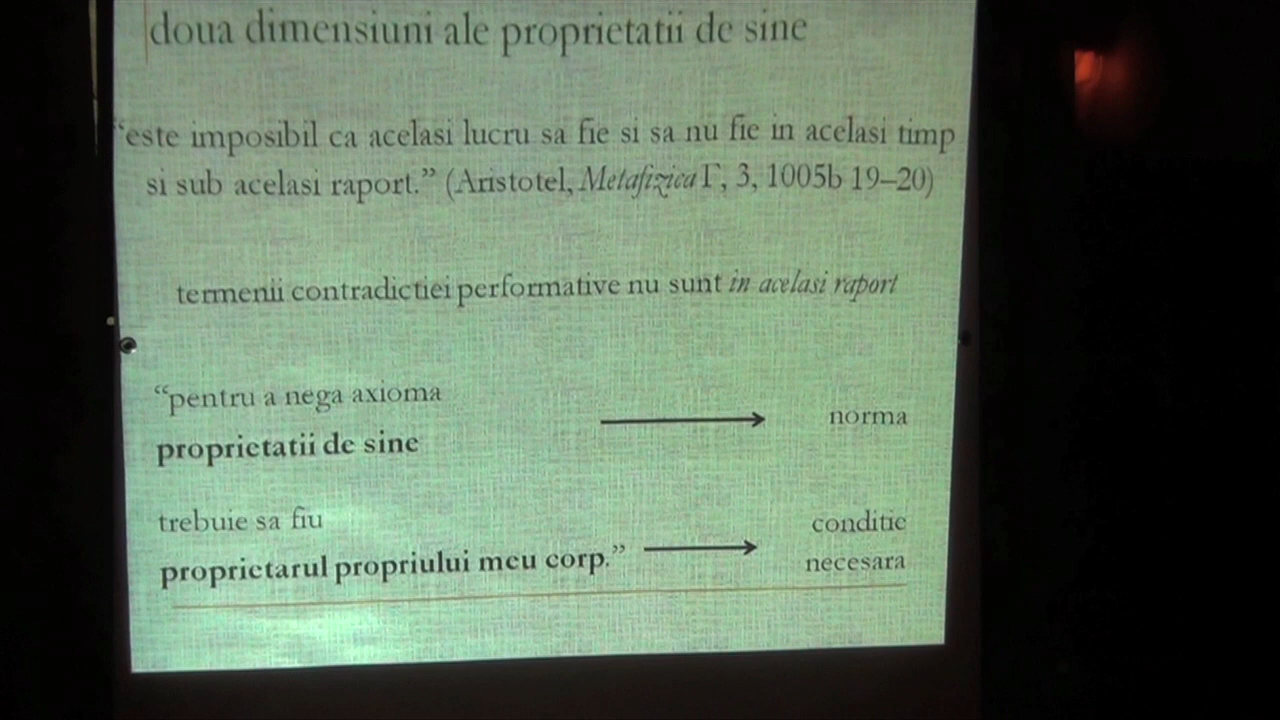 doua dimensiuni ale proprietatii de sine
“este imposibil ca acelasi lucru sa fie si sa nu fie in acelasi timp
si sub acelasi raport.” (Aristotel, Metafizica Γ, 3, 1005b 19–20)
termenii contradictiei performative nu sunt in acelasi raport
“pentru a nega axioma
proprietatii de sine
norma
trebuie sa fiu
proprietarul propriului meu corp.”
conditie
necesara